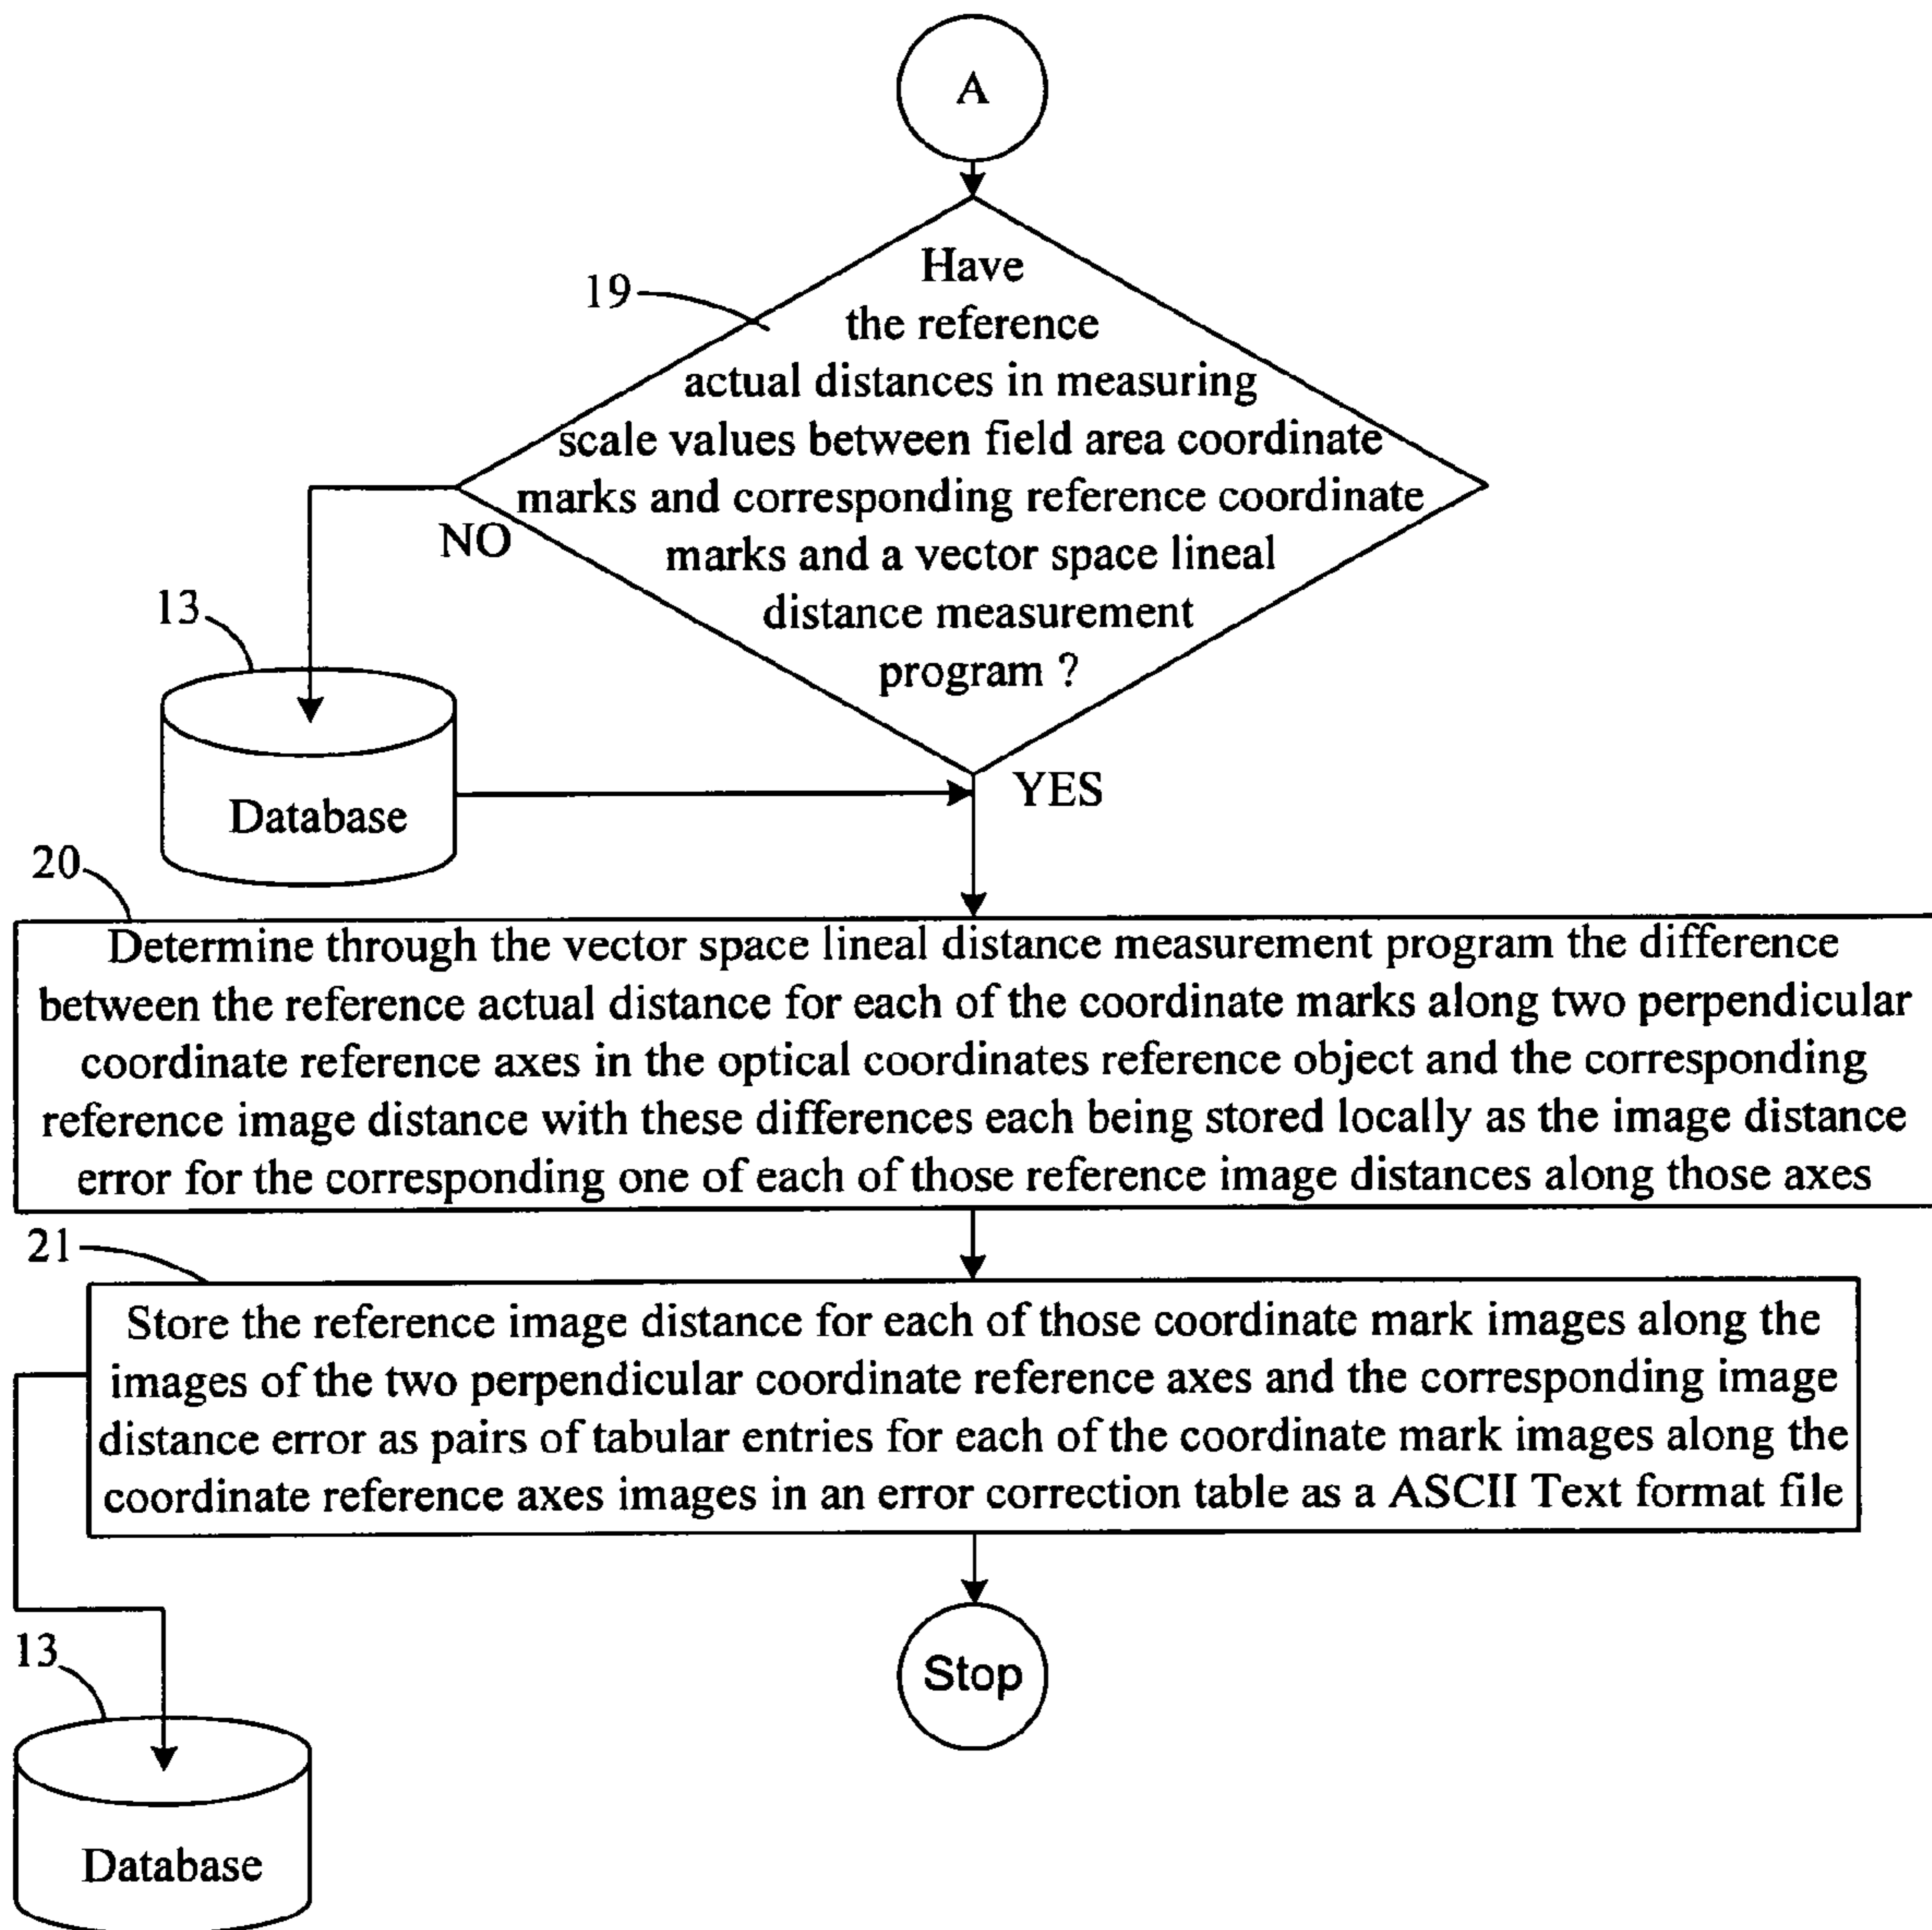 A
19
Have
the reference
actual distances in measuring
scale values between field area coordinate
marks and corresponding reference coordinate
marks and a vector space lineal
distance measurement
program ?
NO
YES
13
Database
20
Determine through the vector space lineal distance measurement program the difference
between the reference actual distance for each of the coordinate marks along two perpendicular
coordinate reference axes in the optical coordinates reference object and the corresponding
reference image distance with these differences each being stored locally as the image distance
error for the corresponding one of each of those reference image distances along those axes
21
Store the reference image distance for each of those coordinate mark images along the
images of the two perpendicular coordinate reference axes and the corresponding image
distance error as pairs of tabular entries for each of the coordinate mark images along the
coordinate reference axes images in an error correction table as a ASCII Text format file
Stop
13
Database